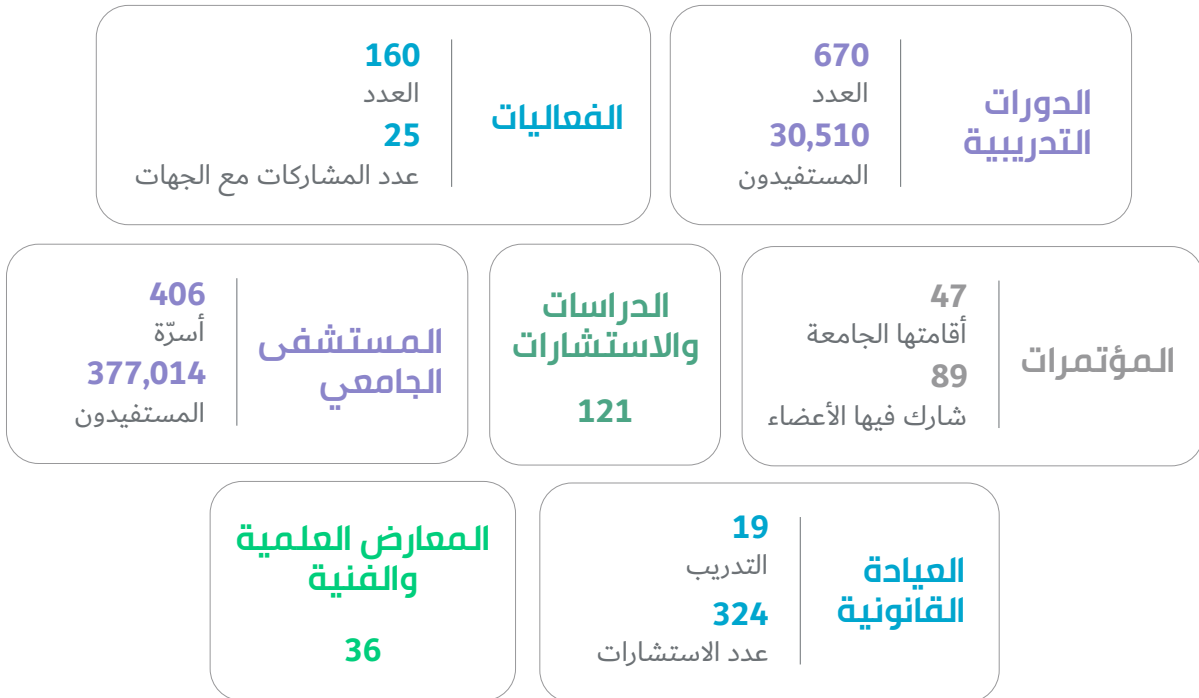 الدورات
التدريبية
670
العدد
30,510
المستفيدون
الفعاليات
160
العدد
25
عدد المشاركات مع الجهات
المؤتمرات
47
أقامتها الجامعة
89
شارك فيها الأعضاء
الدراسات
والاستشارات
121
المستشفى
الجامعي
406
أسرّة
377,014
المستفيدون
العيادة
القانونية
19
التدريب
324
عدد الاستشارات
المعارض العلمية
والفنية
36